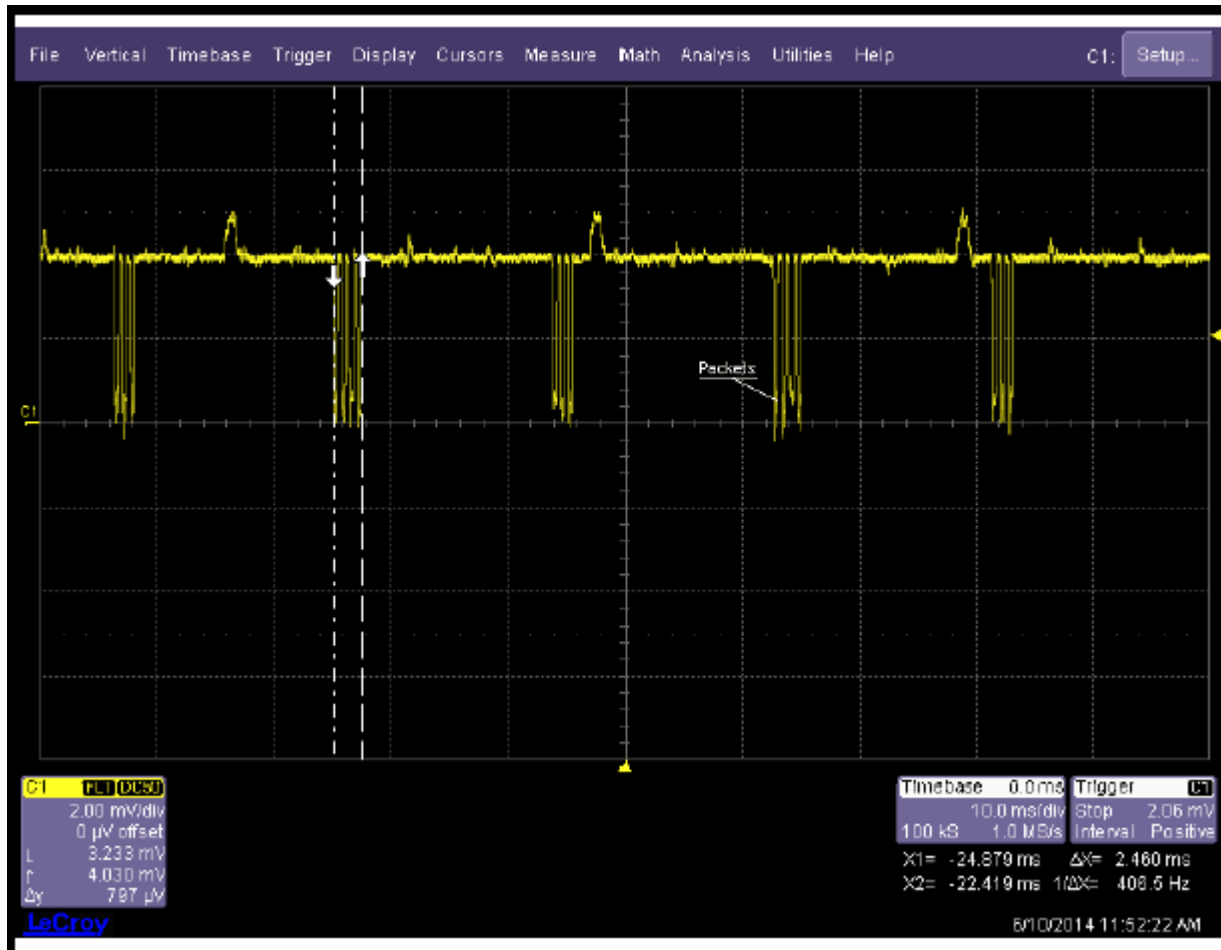 File Vertical Timebase Trigger Display Cursors Measure Math Analysis Utilities Help C1: Setup...
Packets
C1
C1 FLT DC50
2.00 mV/div
0 µV offset
3.233 mV
4.030 mV
Δy 797 µV
Timebase 0.0 ms
10.0 ms/div
100 kS 1.0 MS/s
Trigger C1
Stop 2.06 mV
Interval Positive
X1= -24.879 ms ΔX= 2.460 ms
X2= -22.419 ms 1/ΔX= 406.5 Hz
LeCroy
6/10/2014 11:52:22 AM